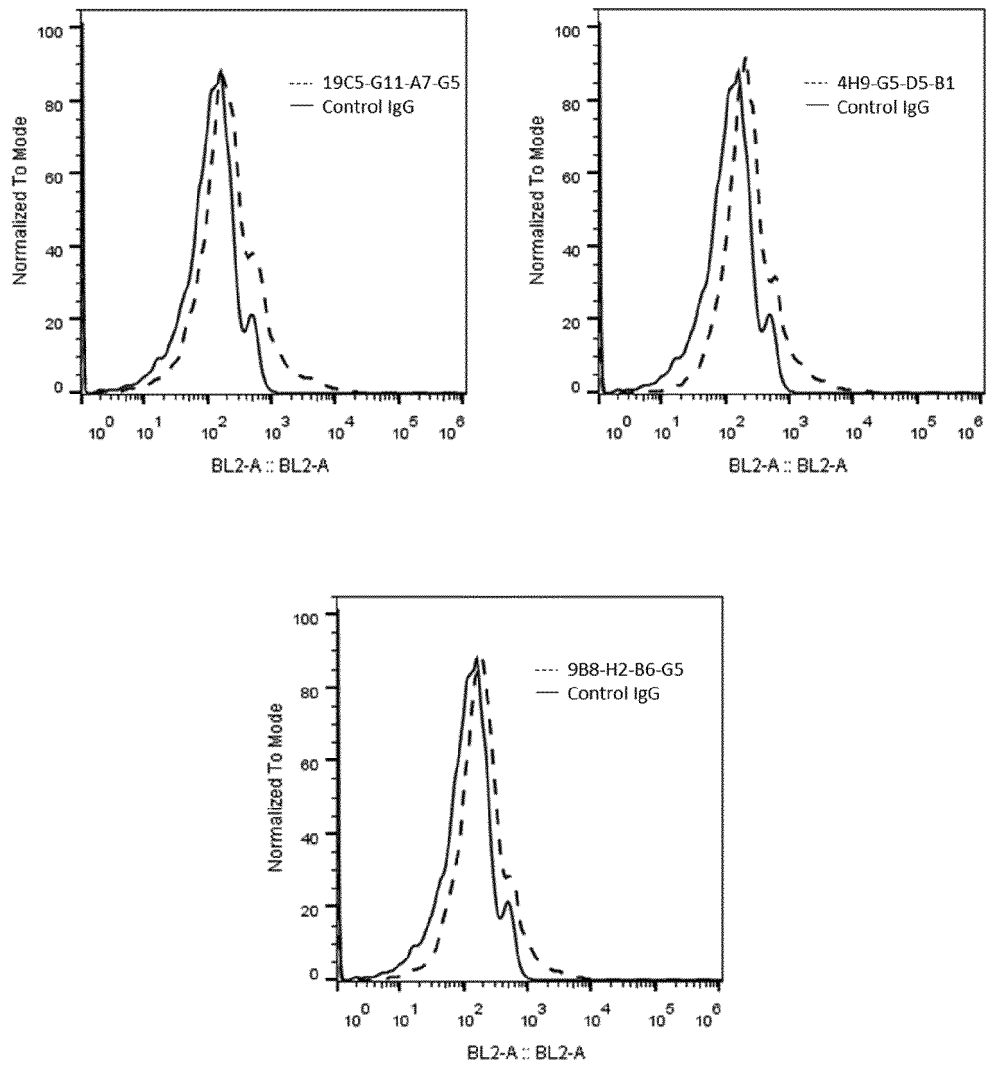 19C5-G11-A7-G5
Control IgG
Normalized To Mode
100
80
60
40
20
0
10^0 10^1 10^2 10^3 10^4 10^5 10^6
BL2-A :: BL2-A
4H9-G5-D5-B1
Control IgG
Normalized To Mode
100
80
60
40
20
0
10^0 10^1 10^2 10^3 10^4 10^5 10^6
BL2-A :: BL2-A
9B8-H2-B6-G5
Control IgG
Normalized To Mode
100
80
60
40
20
0
10^0 10^1 10^2 10^3 10^4 10^5 10^6
BL2-A :: BL2-A